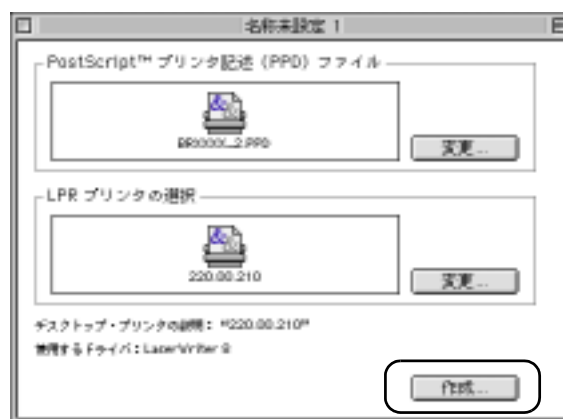 名称未設定 1
PostScript™ プリンタ記述（PPD）ファイル
BRXXXX_2.PPD
変更...
LPR プリンタの選択
220.00.210
変更...
デスクトップ・プリンタの説明： "220.00.210"
使用するドライバ：LaserWriter 8
作成...